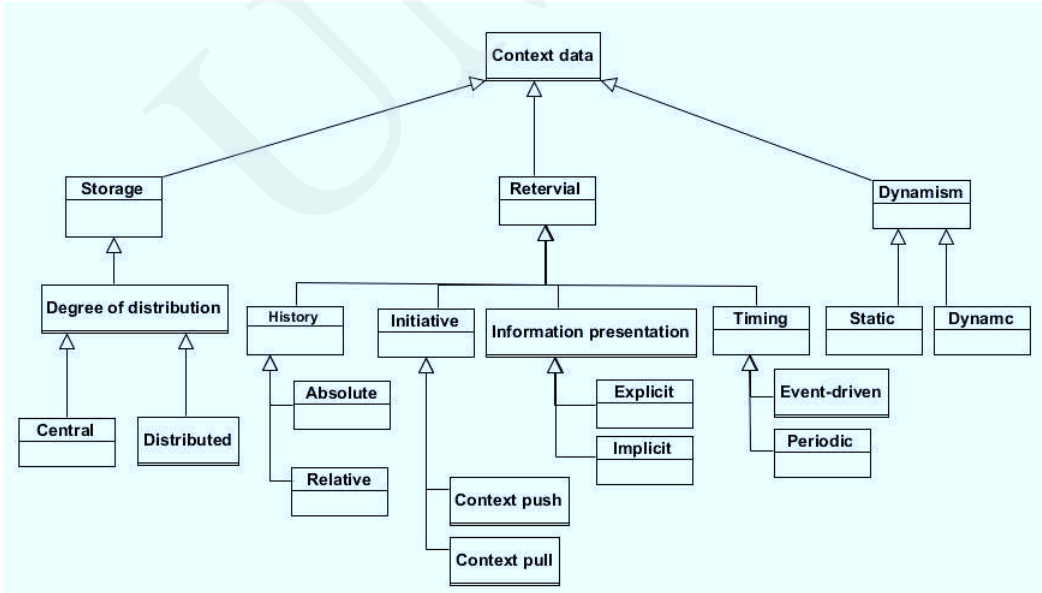 Context data
Storage
Retervial
Dynamism
Degree of distribution
History
Initiative
Information presentation
Timing
Static
Dynamc
Absolute
Explicit
Event-driven
Central
Distributed
Implicit
Periodic
Relative
Context push
Context pull